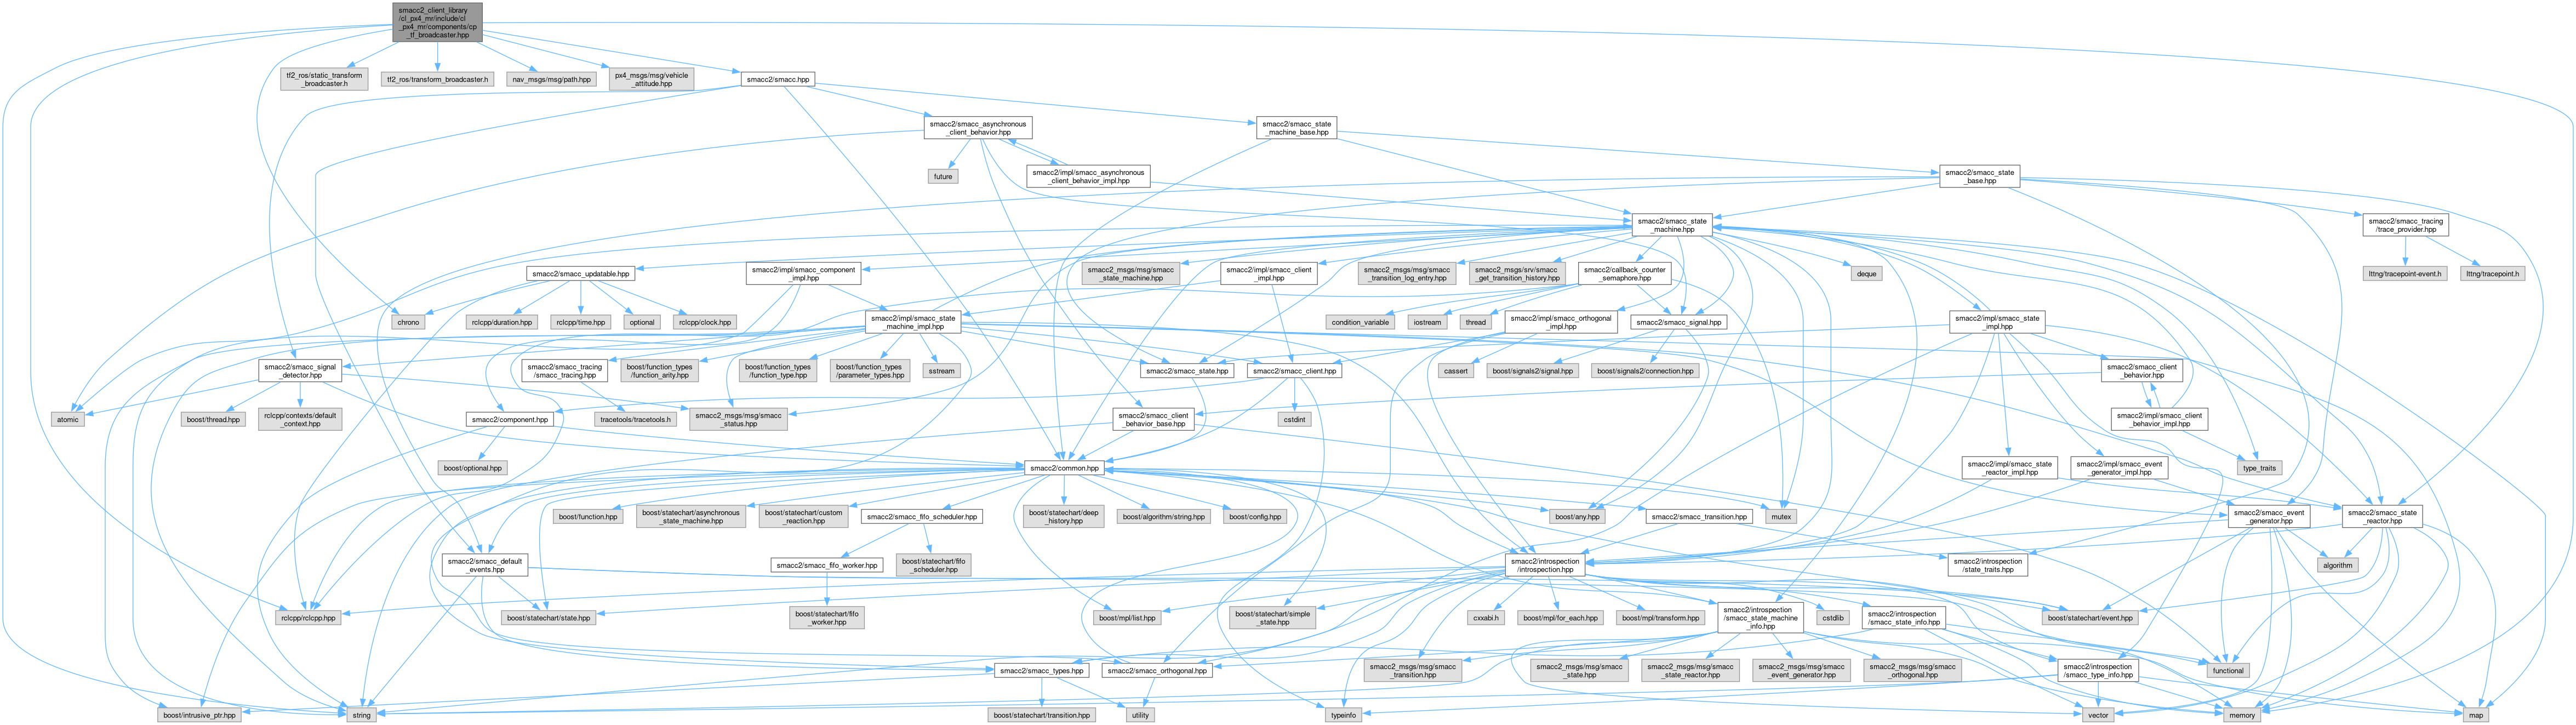 smacc2_client_library
/cl_px4_mr/include/cl
_px4_mr/components/cp
_tf_broadcaster.hpp
tf2_ros/static_transform
_broadcaster.h
tf2_ros/transform_broadcaster.h
nav_msgs/msg/path.hpp
px4_msgs/msg/vehicle
_attitude.hpp
smacc2/smacc.hpp
smacc2/smacc_asynchronous
_client_behavior.hpp
smacc2/smacc_state
_machine_base.hpp
future
smacc2/impl/smacc_asynchronous
_client_behavior_impl.hpp
smacc2/smacc_state
_base.hpp
smacc2/smacc_state
_machine.hpp
smacc2/smacc_tracing
/trace_provider.hpp
smacc2/smacc_updatable.hpp
smacc2/impl/smacc_component
_impl.hpp
smacc2_msgs/msg/smacc
_state_machine.hpp
smacc2/impl/smacc_client
_impl.hpp
smacc2_msgs/msg/smacc
_transition_log_entry.hpp
smacc2_msgs/srv/smacc
_get_transition_history.hpp
smacc2/callback_counter
_semaphore.hpp
deque
lttng/tracepoint-event.h
lttng/tracepoint.h
chrono
rclcpp/duration.hpp
rclcpp/time.hpp
optional
rclcpp/clock.hpp
smacc2/impl/smacc_state
_machine_impl.hpp
condition_variable
iostream
thread
smacc2/impl/smacc_orthogonal
_impl.hpp
smacc2/smacc_signal.hpp
smacc2/impl/smacc_state
_impl.hpp
smacc2/smacc_signal
_detector.hpp
smacc2/smacc_tracing
/smacc_tracing.hpp
boost/function_types
/function_arity.hpp
boost/function_types
/function_type.hpp
boost/function_types
/parameter_types.hpp
sstream
smacc2/smacc_state.hpp
smacc2/smacc_client.hpp
cassert
boost/signals2/signal.hpp
boost/signals2/connection.hpp
smacc2/smacc_client
_behavior.hpp
atomic
boost/thread.hpp
rclcpp/contexts/default
_context.hpp
smacc2/component.hpp
tracetools/tracetools.h
smacc2_msgs/msg/smacc
_status.hpp
smacc2/smacc_client
_behavior_base.hpp
cstdint
smacc2/impl/smacc_client
_behavior_impl.hpp
boost/optional.hpp
smacc2/common.hpp
smacc2/impl/smacc_state
_reactor_impl.hpp
smacc2/impl/smacc_event
_generator_impl.hpp
type_traits
boost/function.hpp
boost/statechart/asynchronous
_state_machine.hpp
boost/statechart/custom
_reaction.hpp
smacc2/smacc_fifo_scheduler.hpp
boost/statechart/deep
_history.hpp
boost/algorithm/string.hpp
boost/config.hpp
boost/any.hpp
smacc2/smacc_transition.hpp
mutex
smacc2/smacc_event
_generator.hpp
smacc2/smacc_state
_reactor.hpp
smacc2/smacc_default
_events.hpp
smacc2/smacc_fifo_worker.hpp
boost/statechart/fifo
_scheduler.hpp
smacc2/introspection
/introspection.hpp
smacc2/introspection
/state_traits.hpp
algorithm
rclcpp/rclcpp.hpp
boost/statechart/state.hpp
boost/statechart/fifo
_worker.hpp
boost/mpl/list.hpp
boost/statechart/simple
_state.hpp
cxxabi.h
boost/mpl/for_each.hpp
boost/mpl/transform.hpp
smacc2/introspection
/smacc_state_machine
_info.hpp
cstdlib
smacc2/introspection
/smacc_state_info.hpp
boost/statechart/event.hpp
smacc2/smacc_types.hpp
smacc2/smacc_orthogonal.hpp
smacc2_msgs/msg/smacc
_transition.hpp
smacc2_msgs/msg/smacc
_state.hpp
smacc2_msgs/msg/smacc
_state_reactor.hpp
smacc2_msgs/msg/smacc
_event_generator.hpp
smacc2_msgs/msg/smacc
_orthogonal.hpp
smacc2/introspection
/smacc_type_info.hpp
functional
boost/intrusive_ptr.hpp
string
boost/statechart/transition.hpp
utility
typeinfo
vector
memory
map